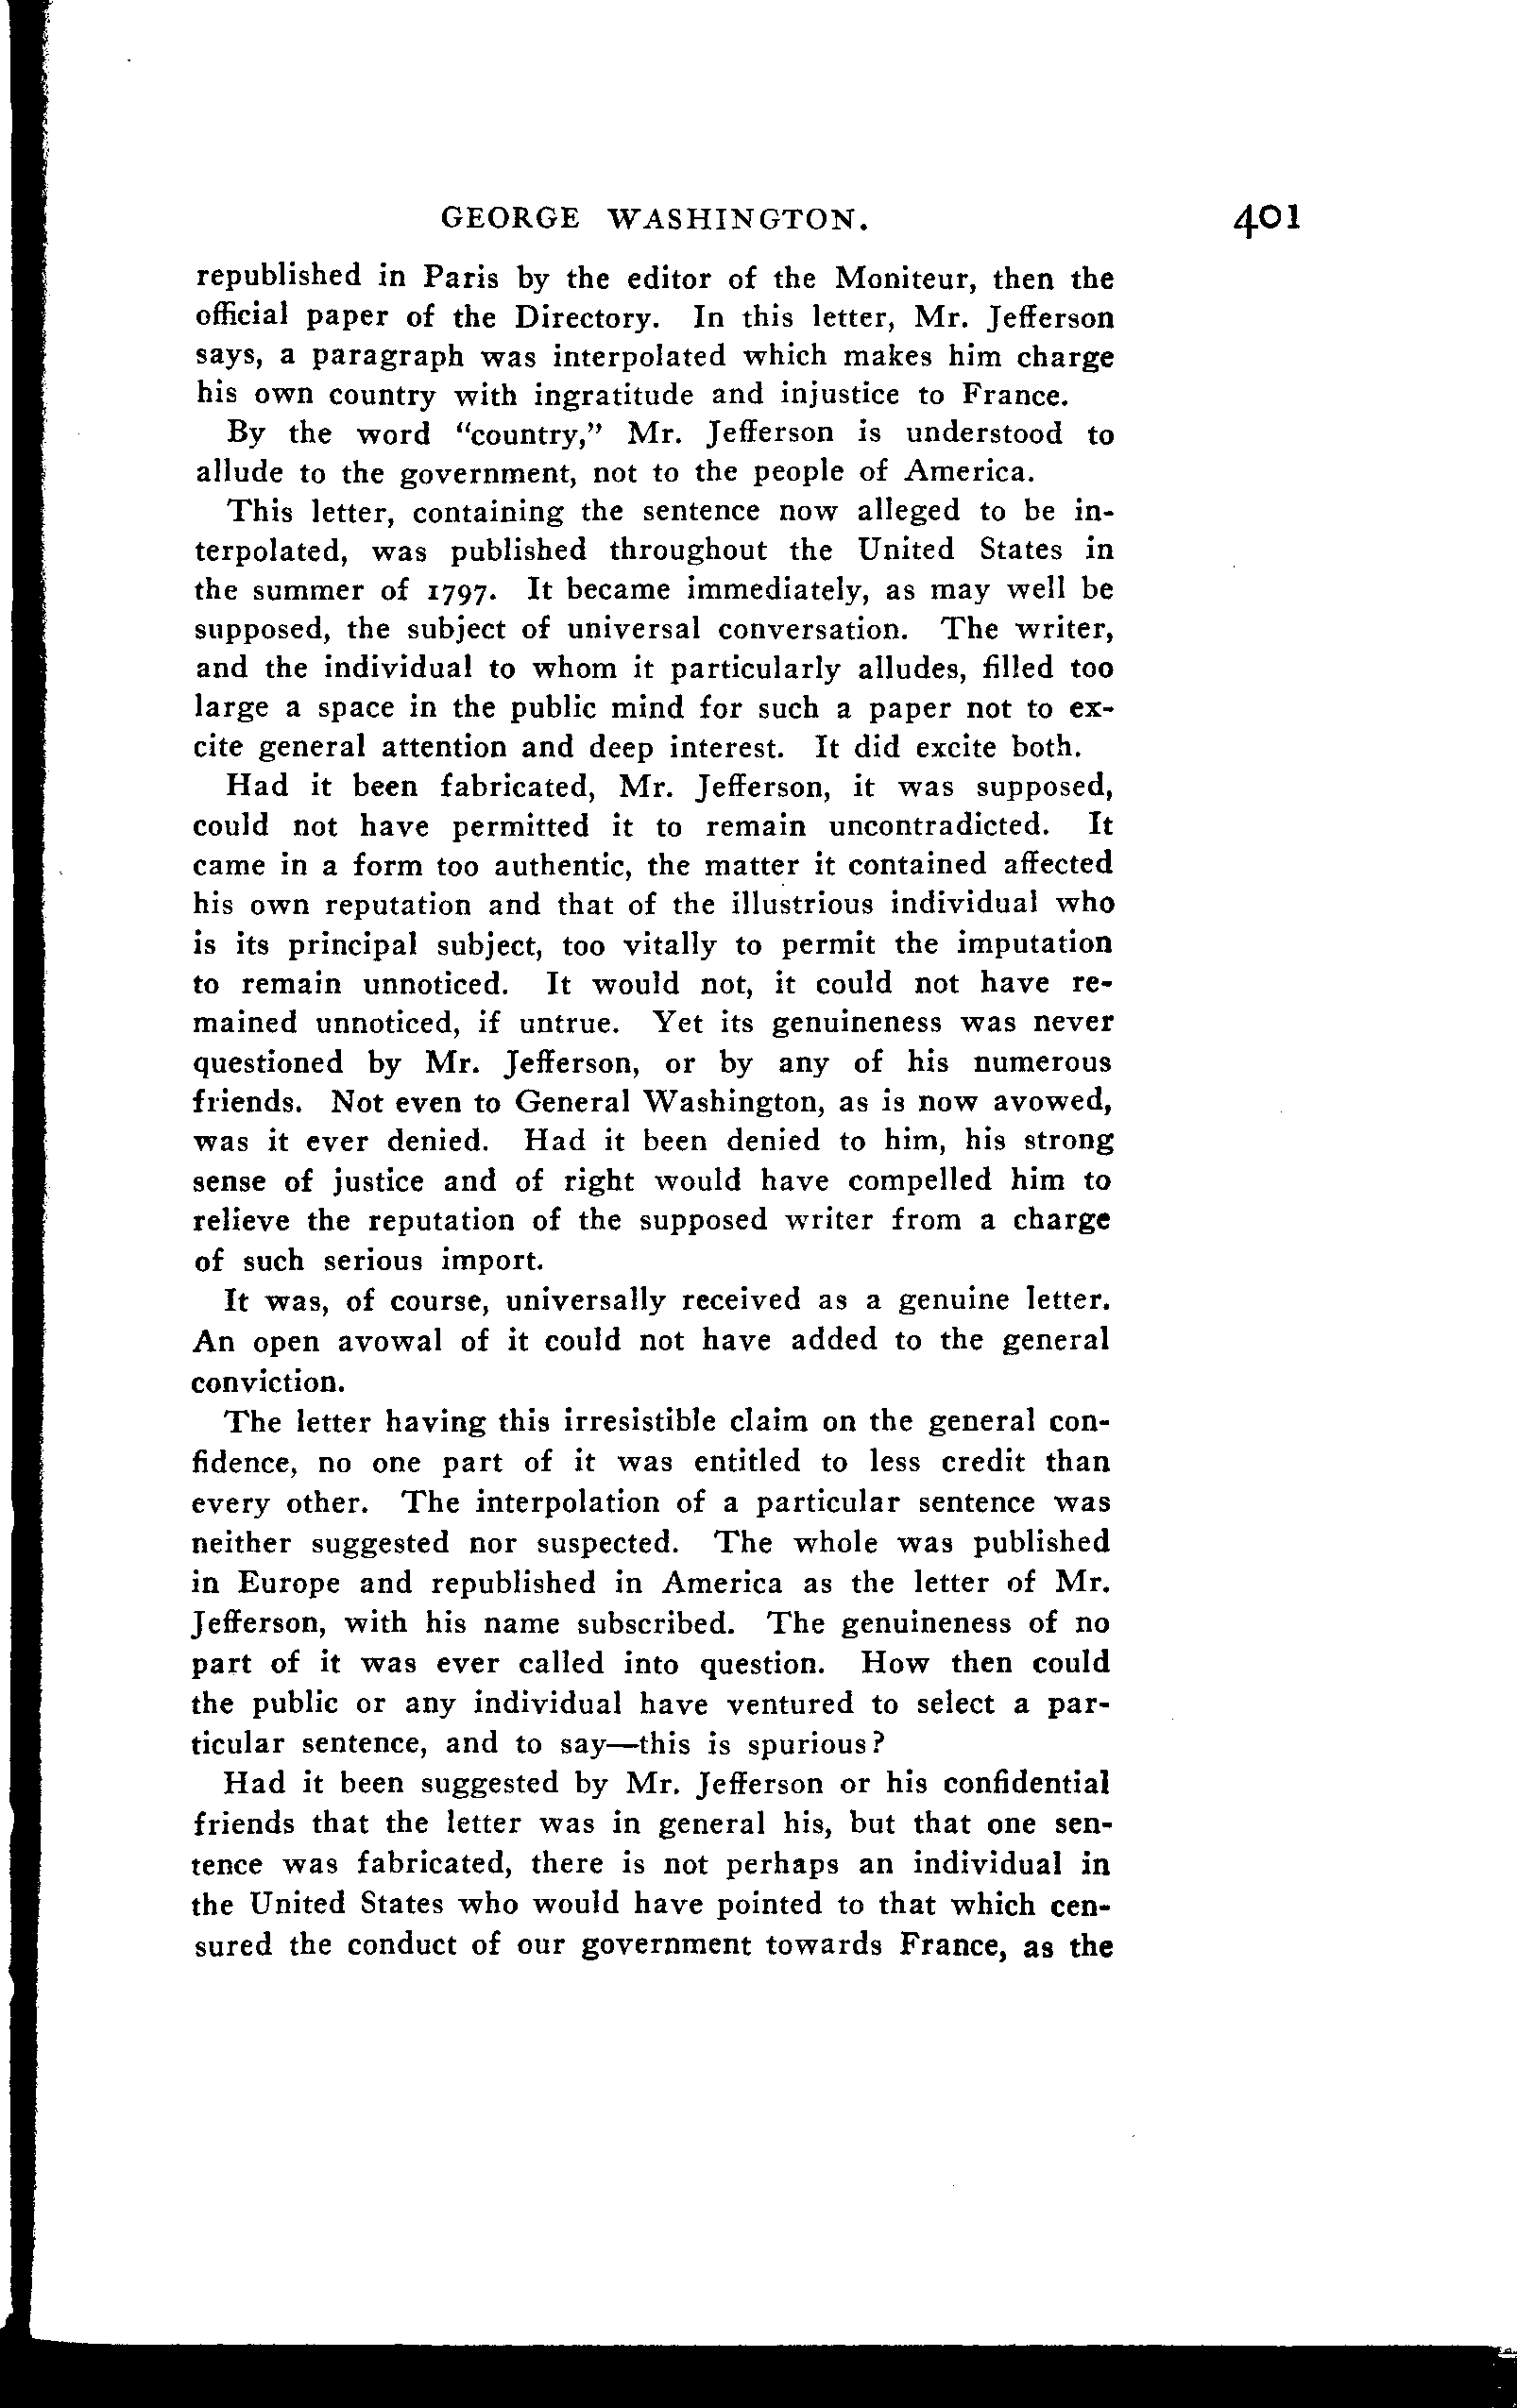 GEORGE WASHINGTON. 401
republished in Paris by the editor of the Moniteur, then the
official paper of the Directory. In this letter, Mr. Jefferson
says, a paragraph was interpolated which makes him charge
his own country with ingratitude and injustice to France.
By the word "country," Mr. Jefferson is understood to
allude to the government, not to the people of America.
This letter, containing the sentence now alleged to be in-
terpolated, was published throughout the United States in
the summer of 1797. It became immediately, as may well be
supposed, the subject of universal conversation. The writer,
and the individual to whom it particularly alludes, filled too
large a space in the public mind for such a paper not to ex-
cite general attention and deep interest. It did excite both.
Had it been fabricated, Mr. Jefferson, it was supposed,
could not have permitted it to remain uncontradicted. It
came in a form too authentic, the matter it contained affected
his own reputation and that of the illustrious individual who
is its principal subject, too vitally to permit the imputation
to remain unnoticed. It would not, it could not have re-
mained unnoticed, if untrue. Yet its genuineness was never
questioned by Mr. Jefferson, or by any of his numerous
friends. Not even to General Washington, as is now avowed,
was it ever denied. Had it been denied to him, his strong
sense of justice and of right would have compelled him to
relieve the reputation of the supposed writer from a charge
of such serious import.
It was, of course, universally received as a genuine letter.
An open avowal of it could not have added to the general
conviction.
The letter having this irresistible claim on the general con-
fidence, no one part of it was entitled to less credit than
every other. The interpolation of a particular sentence was
neither suggested nor suspected. The whole was published
in Europe and republished in America as the letter of Mr.
Jefferson, with his name subscribed. The genuineness of no
part of it was ever called into question. How then could
the public or any individual have ventured to select a par-
ticular sentence, and to say—this is spurious?
Had it been suggested by Mr. Jefferson or his confidential
friends that the letter was in general his, but that one sen-
tence was fabricated, there is not perhaps an individual in
the United States who would have pointed to that which cen-
sured the conduct of our government towards France, as the